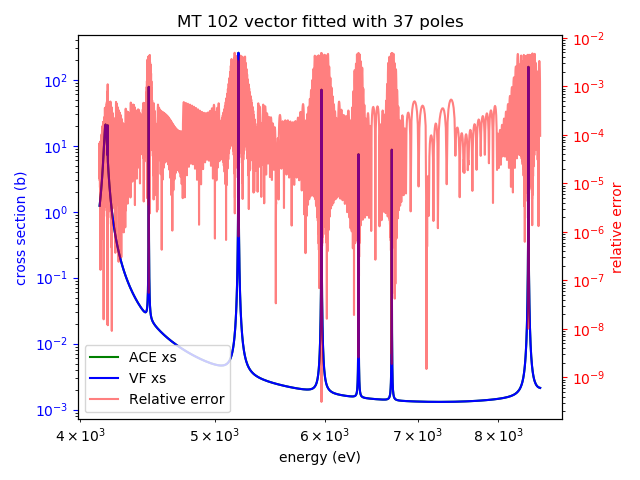 MT 102 vector fitted with 37 poles
cross section (b)
10²
10¹
10⁰
10⁻¹
10⁻²
10⁻³
10⁻²
10⁻³
10⁻⁴
10⁻⁵
10⁻⁶
10⁻⁷
10⁻⁸
10⁻⁹
relative error
ACE xs
VF xs
Relative error
4 × 10³ 5 × 10³ 6 × 10³ 7 × 10³ 8 × 10³
energy (eV)